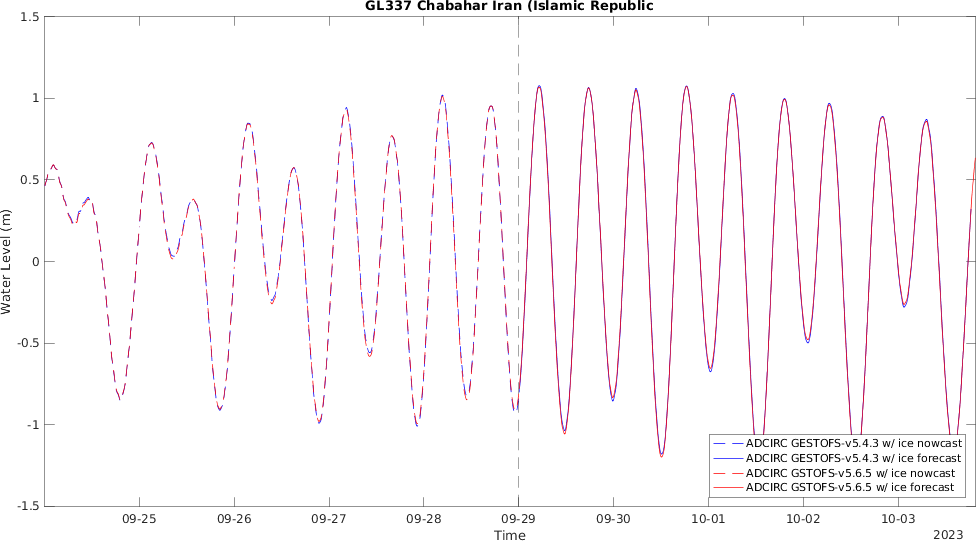 GL337 Chabahar Iran (Islamic Republic
1.5
1
0.5
0
-0.5
-1
-1.5
Water Level (m)
09-25
09-26
09-27
09-28
09-29
09-30
10-01
10-02
10-03
Time
2023
ADCIRC GESTOFS-v5.4.3 w/ ice nowcast
ADCIRC GESTOFS-v5.4.3 w/ ice forecast
ADCIRC GSTOFS-v5.6.5 w/ ice nowcast
ADCIRC GSTOFS-v5.6.5 w/ ice forecast